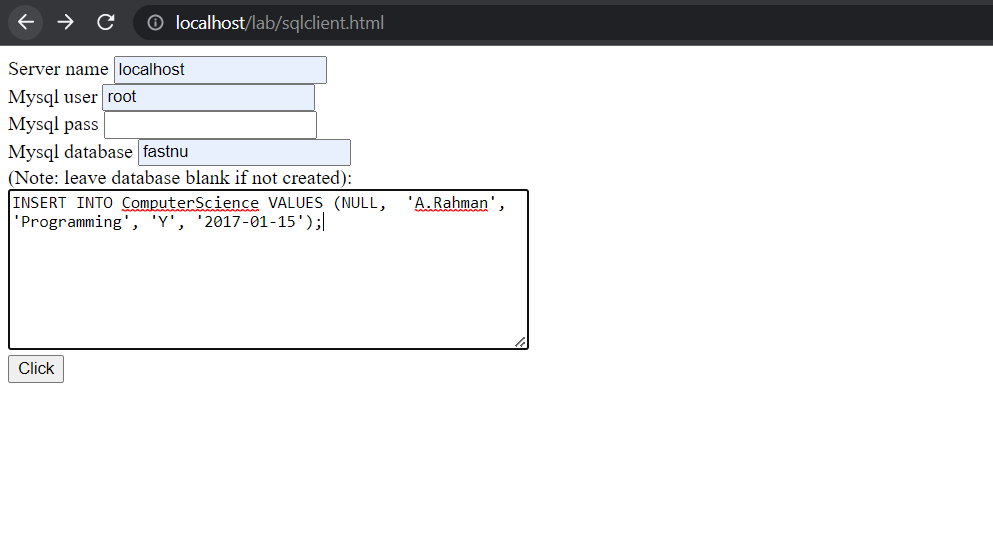 localhost/lab/sqlclient.html
Server name localhost
Mysql user root
Mysql pass
Mysql database fastnu
(Note: leave database blank if not created):
INSERT INTO ComputerScience VALUES (NULL,  'A.Rahman',
'Programming', 'Y', '2017-01-15');
Click